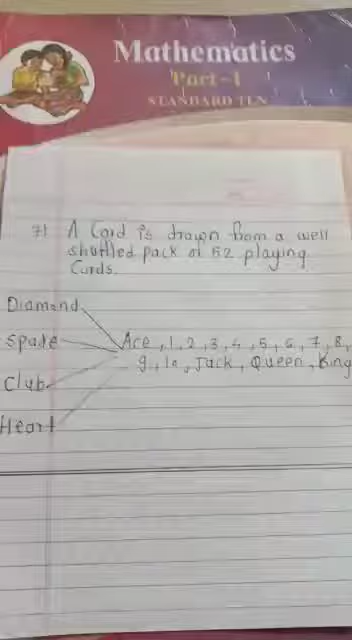 Mathematics
Part - I
STANDARD TEN
7) A Card is drawn from a well
shuffled pack of 52 playing
Cards.
Diamond
Spade
Club
Heart
Ace, 1, 2, 3, 4, 5, 6, 7, 8,
9, 10, Jack, Queen, King